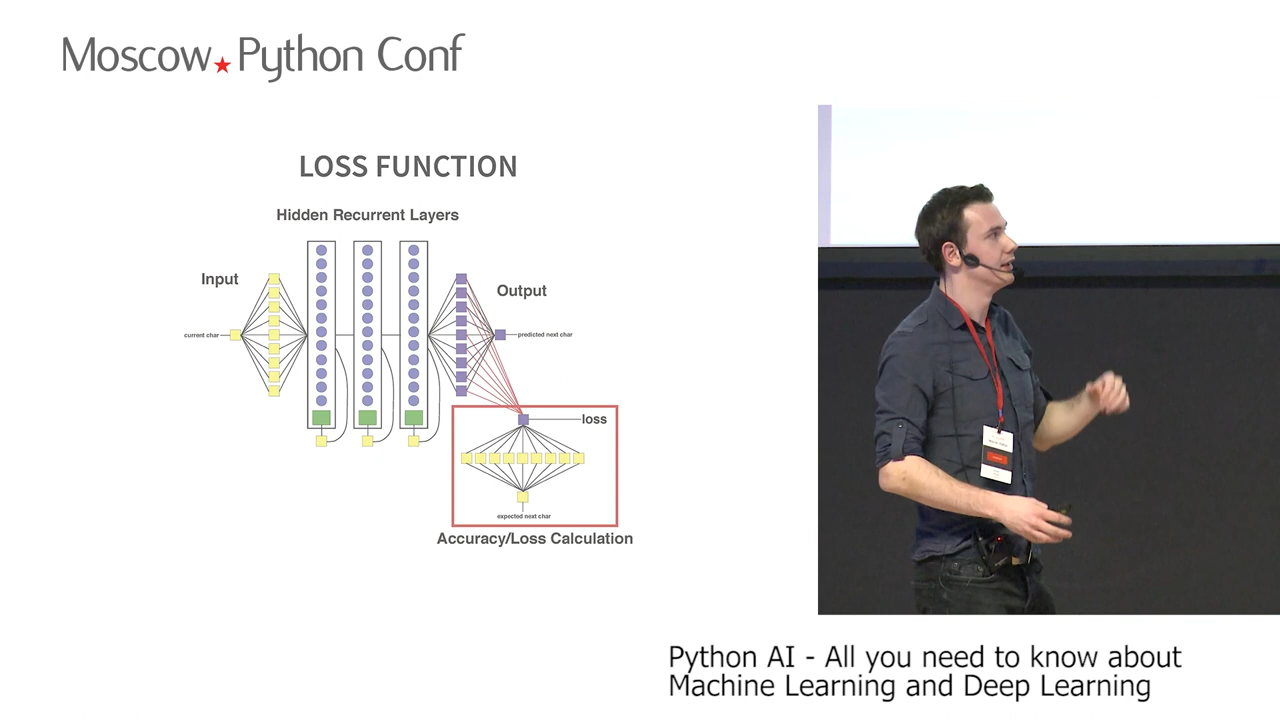 Moscow Python Conf
LOSS FUNCTION
Hidden Recurrent Layers
Input
Output
current char
predicted next char
loss
expected next char
Accuracy/Loss Calculation
Python AI - All you need to know about
Machine Learning and Deep Learning